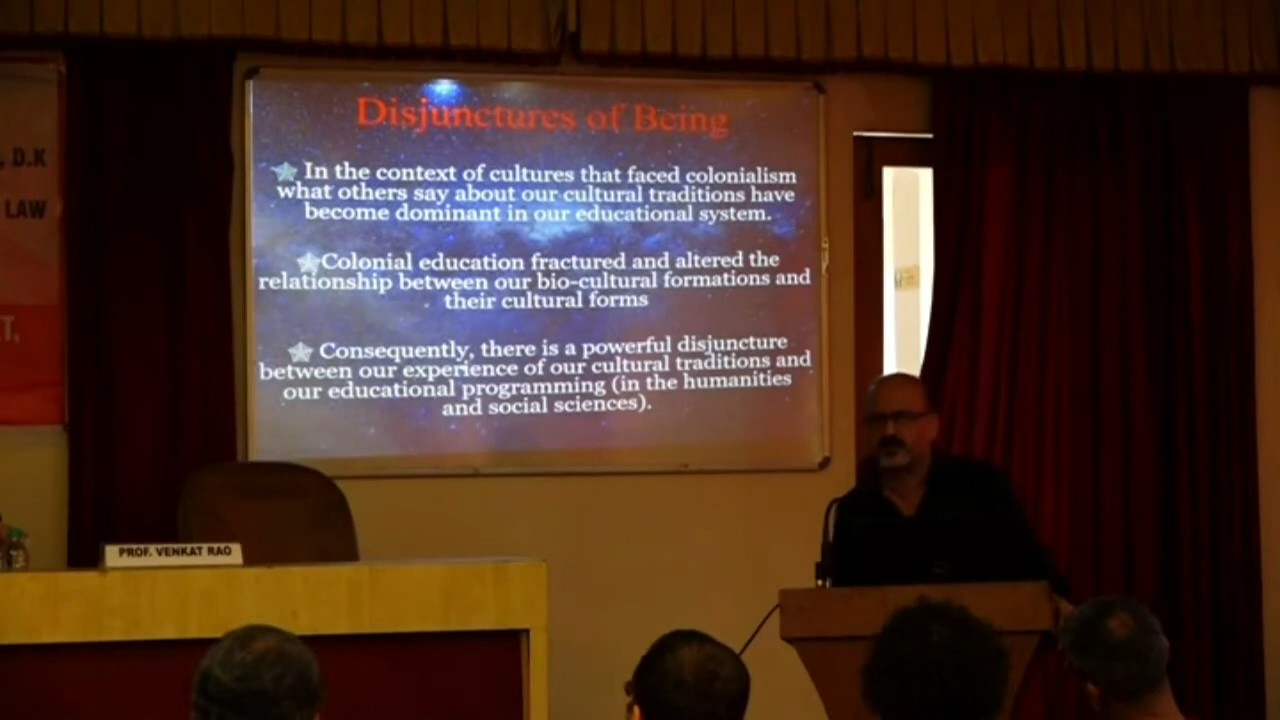 Disjunctures of Being
In the context of cultures that faced colonialism
what others say about our cultural traditions have
become dominant in our educational system.
Colonial education fractured and altered the
relationship between our bio-cultural formations and
their cultural forms
Consequently, there is a powerful disjuncture
between our experience of our cultural traditions and
our educational programming (in the humanities
and social sciences).
, D.K
LAW
T,
PROF. VENKAT RAO